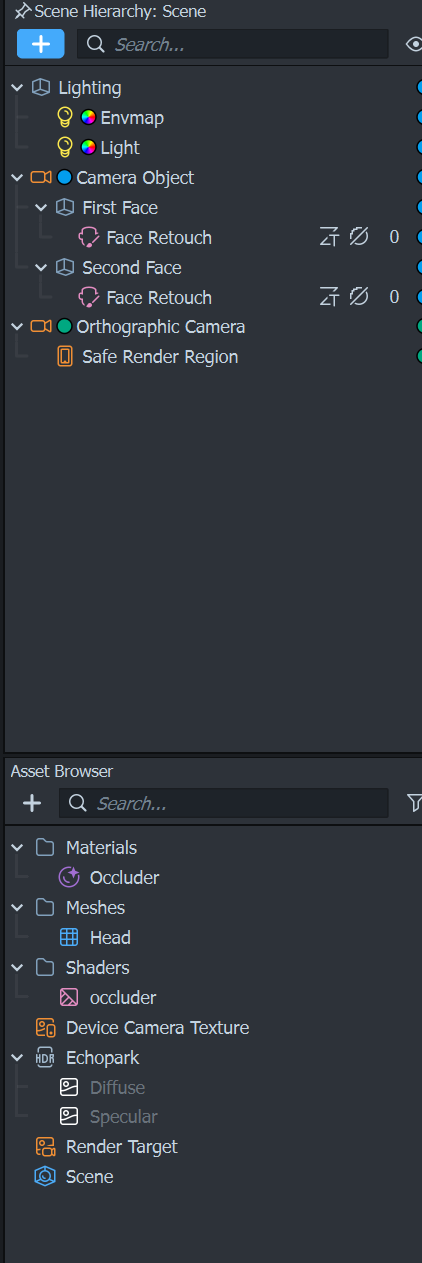 Scene Hierarchy: Scene
+ Search...
Lighting
Envmap
Light
Camera Object
First Face
Face Retouch 0
Second Face
Face Retouch 0
Orthographic Camera
Safe Render Region
Asset Browser
+ Search...
Materials
Occluder
Meshes
Head
Shaders
occluder
Device Camera Texture
HDR Echopark
Diffuse
Specular
Render Target
Scene